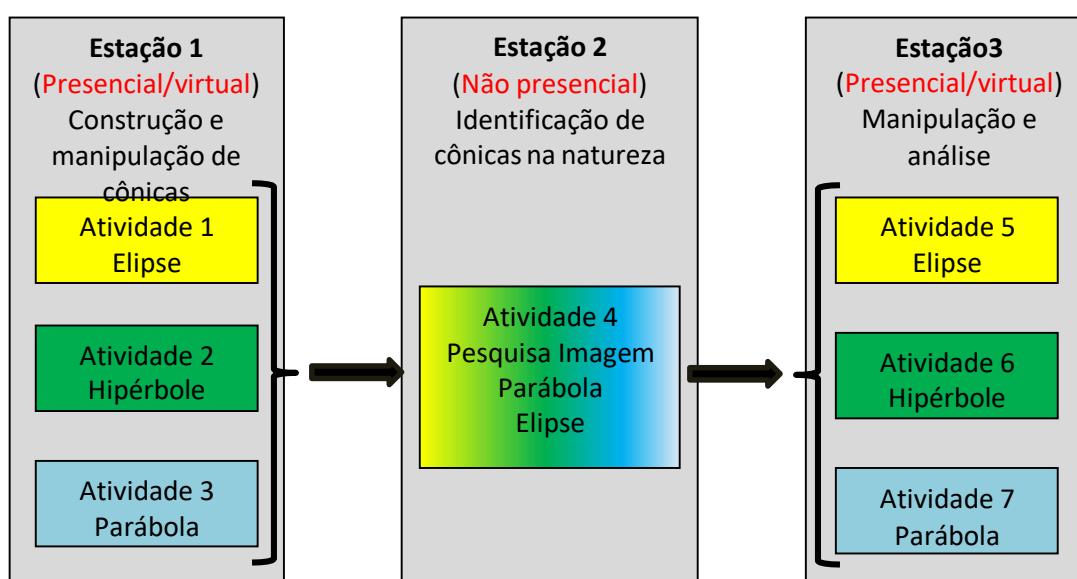 Estação 1
(Presencial/virtual)
Construção e
manipulação de
cônicas
Atividade 1
Elipse
Atividade 2
Hipérbole
Atividade 3
Parábola
Estação 2
(Não presencial)
Identificação de
cônicas na natureza
Atividade 4
Pesquisa Imagem
Parábola
Elipse
Estação3
(Presencial/virtual)
Manipulação e
análise
Atividade 5
Elipse
Atividade 6
Hipérbole
Atividade 7
Parábola